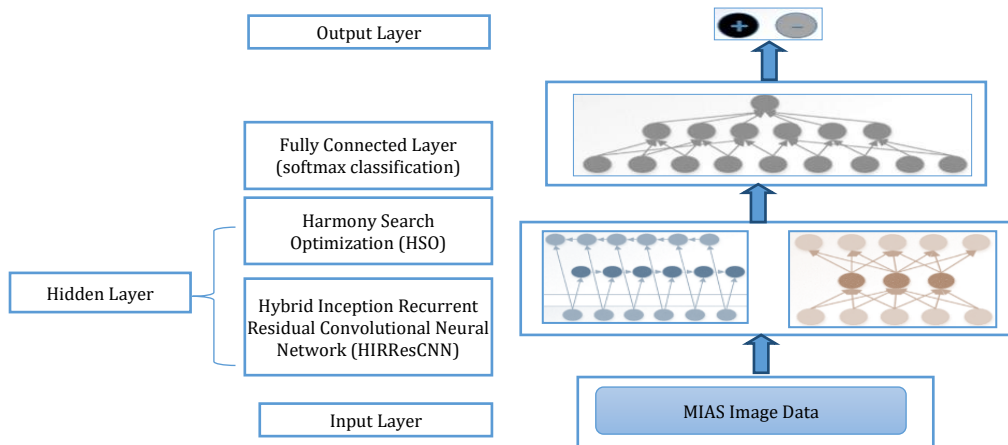 Output Layer
+ -
Fully Connected Layer
(softmax classification)
Harmony Search
Optimization (HSO)
Hidden Layer
Hybrid Inception Recurrent
Residual Convolutional Neural
Network (HIRResCNN)
Input Layer
MIAS Image Data